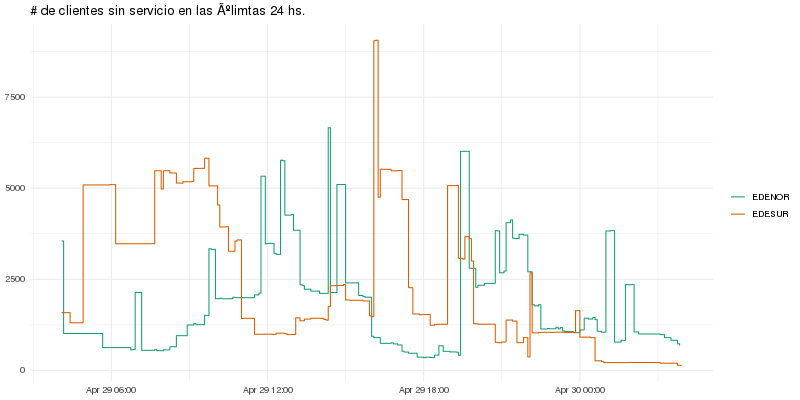 # de clientes sin servicio en las Ãºlimtas 24 hs.
7500
5000
2500
0
Apr 29 06:00
Apr 29 12:00
Apr 29 18:00
Apr 30 00:00
EDENOR
EDESUR